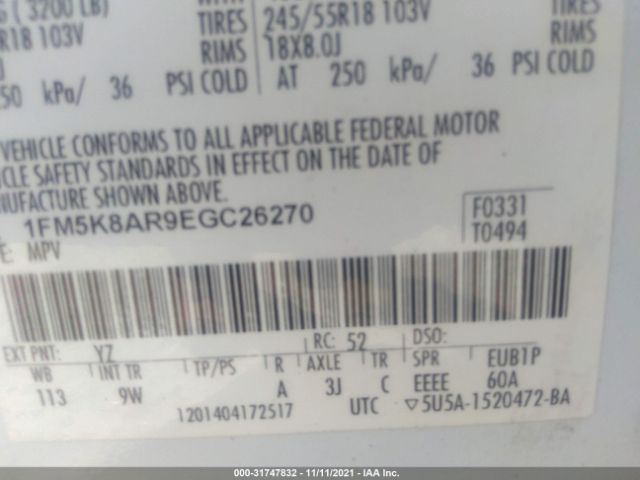 G ( 3200 LB)
TIRES 245/55R18 103V TIRES
R18 103V RIMS 18X8.0J RIMS
J AT 250 kPa/ 36 PSI COLD
50 kPa/ 36 PSI COLD
VEHICLE CONFORMS TO ALL APPLICABLE FEDERAL MOTOR
CLE SAFETY STANDARDS IN EFFECT ON THE DATE OF
NUFACTURE SHOWN ABOVE.
1FM5K8AR9EGC26270
F0331
T0494
E: MPV
EXT PNT: YZ RC: 52 DSO:
WB INT TR TP/PS R AXLE TR SPR EUB1P
113 9W A 3J C EEEE 60A
1201404172517 UTC ▽5U5A-1520472-BA
000-31747832 - 11/11/2021 - IAA Inc.